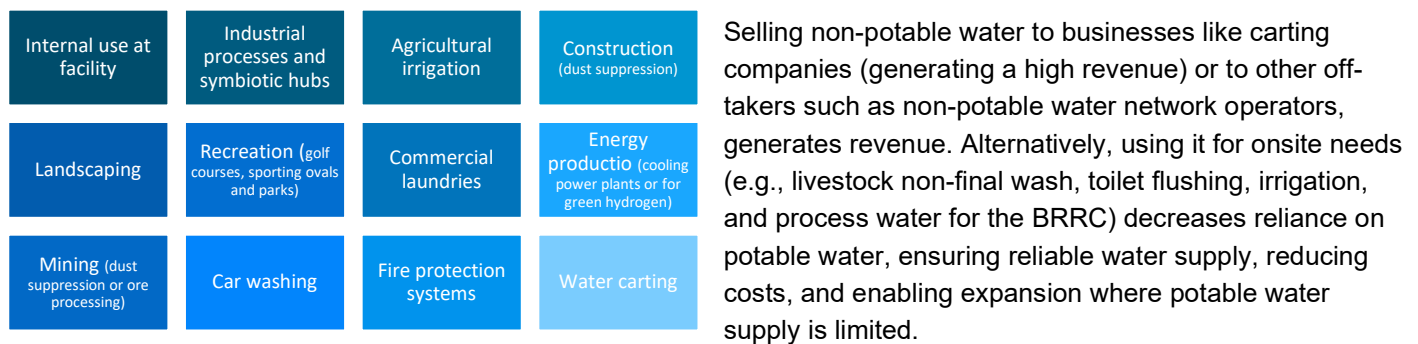 Internal use at
facility
Industrial
processes and
symbiotic hubs
Agricultural
irrigation
Construction
(dust suppression)
Landscaping
Recreation (golf
courses, sporting ovals
and parks)
Commercial
laundries
Energy
productio (cooling
power plants or for
green hydrogen)
Mining (dust
suppression or ore
processing)
Car washing
Fire protection
systems
Water carting
Selling non-potable water to businesses like carting
companies (generating a high revenue) or to other off-
takers such as non-potable water network operators,
generates revenue. Alternatively, using it for onsite needs
(e.g., livestock non-final wash, toilet flushing, irrigation,
and process water for the BRRC) decreases reliance on
potable water, ensuring reliable water supply, reducing
costs, and enabling expansion where potable water
supply is limited.